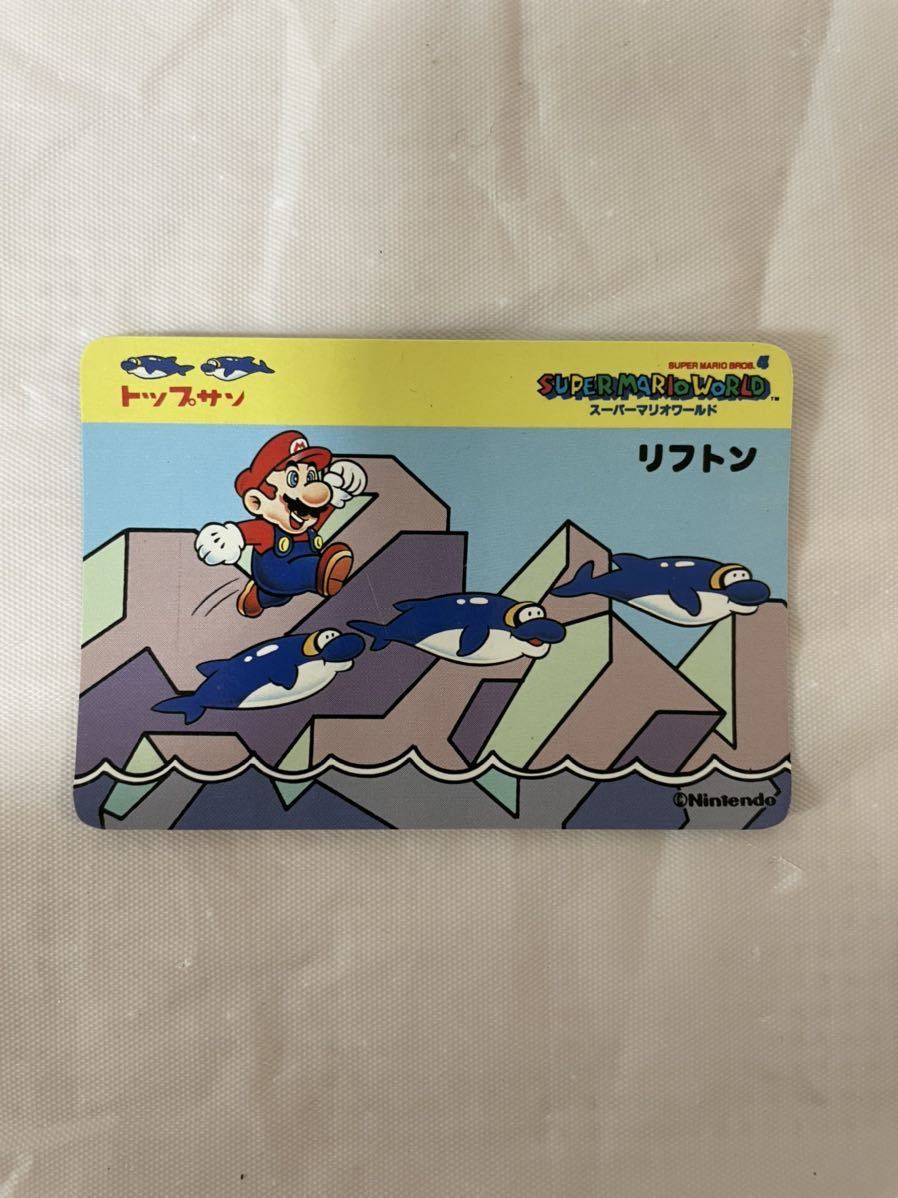 トップサン
SUPER MARIO BROS. 4
SUPER MARIO WORLD™
スーパーマリオワールド
リフトン
M
©Nintendo